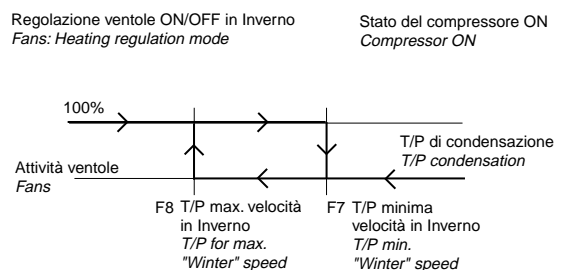 Regolazione ventole ON/OFF in Inverno
Fans: Heating regulation mode
Stato del compressore ON
Compressor ON
100%
T/P di condensazione
T/P condensation
Attività ventole
Fans
F8 T/P max. velocità
in Inverno
T/P for max.
"Winter" speed
F7 T/P minima
velocità in Inverno
T/P min.
"Winter" speed